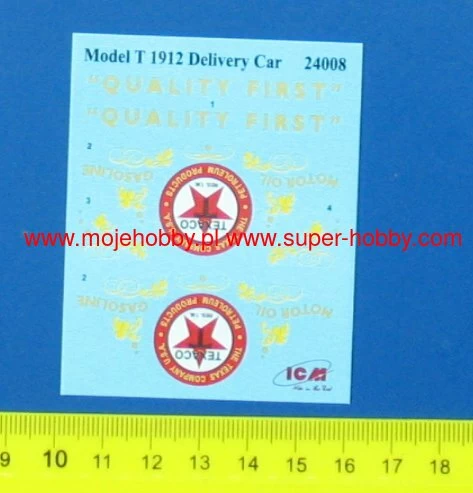 Model T 1912 Delivery Car 24008
"QUALITY FIRST"
1
"QUALITY FIRST"
2
GASOLINE
MOTOR OIL
PETROLEUM PRODUCTS
REG. T.M.
T
TEXACO
THE TEXAS COMPANY U.S.A.
3
4
www.mojehobby.pl www.super-hobby.com
2
GASOLINE
MOTOR OIL
PETROLEUM PRODUCTS
REG. T.M.
T
TEXACO
THE TEXAS COMPANY U.S.A.
ICM
9 10 11 12 13 14 15 16 17 18